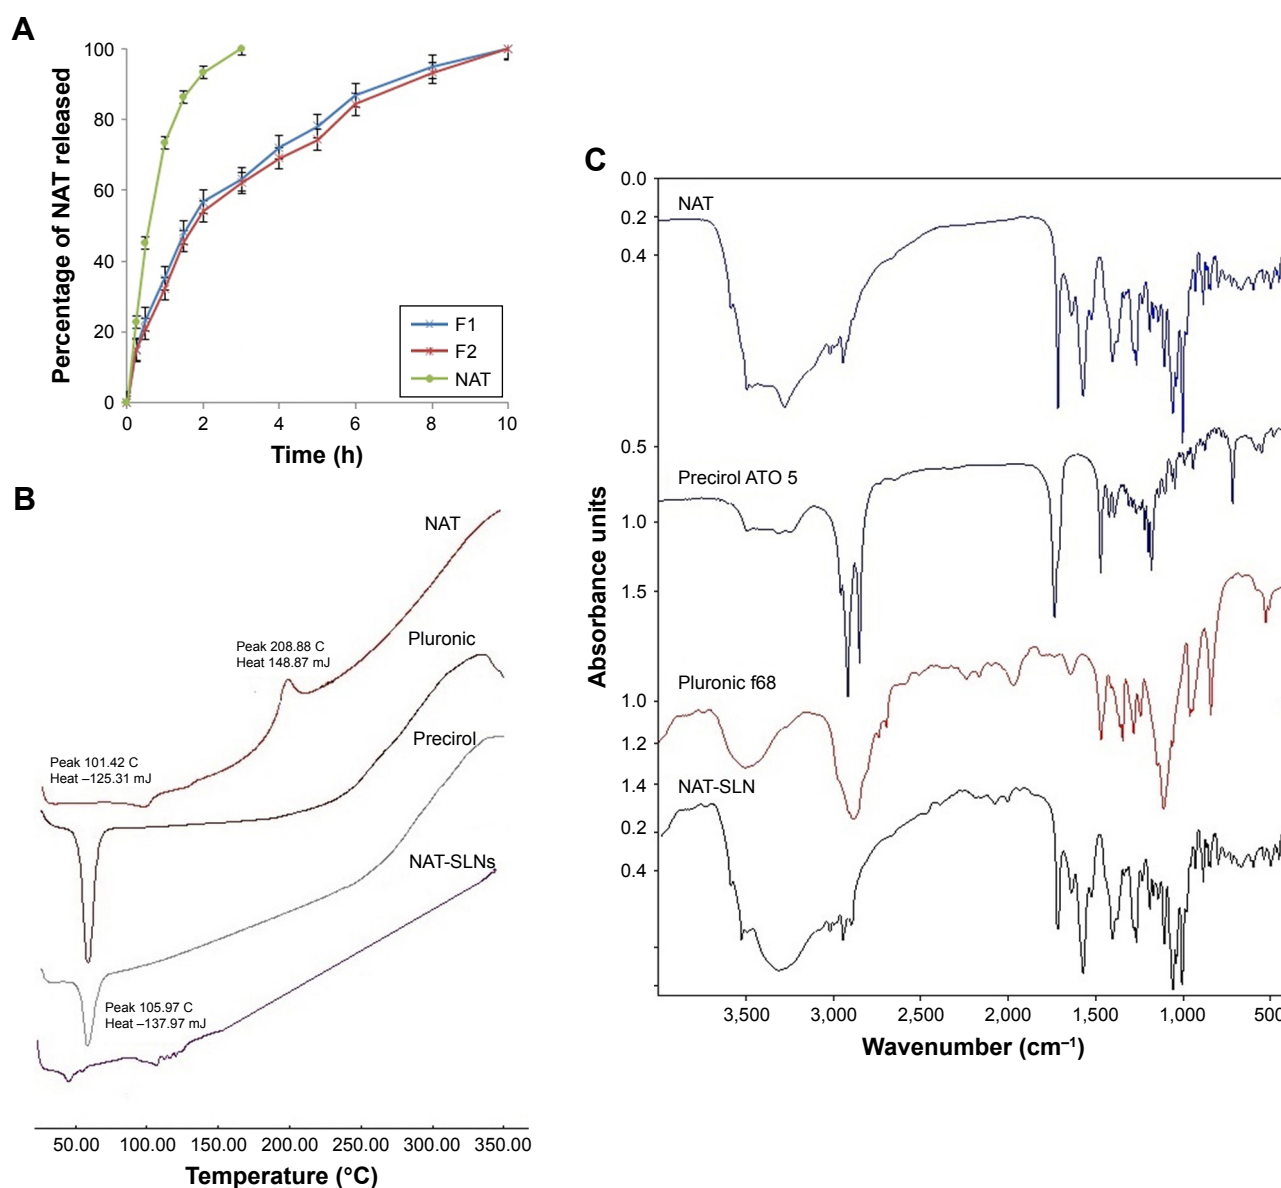 A
100
80
60
40
20
0
Percentage of NAT released
F1
F2
NAT
0
2
4
6
8
10
Time (h)
B
NAT
Peak 208.88 C
Heat 148.87 mJ
Pluronic
Precirol
Peak 101.42 C
Heat –125.31 mJ
NAT-SLNs
Peak 105.97 C
Heat –137.97 mJ
50.00
100.00
150.00
200.00
250.00
300.00
350.00
Temperature (°C)
C
0.0
0.2
0.4
0.5
1.0
1.5
1.0
1.2
1.4
0.2
0.4
Absorbance units
NAT
Precirol ATO 5
Pluronic f68
NAT-SLN
3,500
3,000
2,500
2,000
1,500
1,000
500
Wavenumber (cm⁻¹)